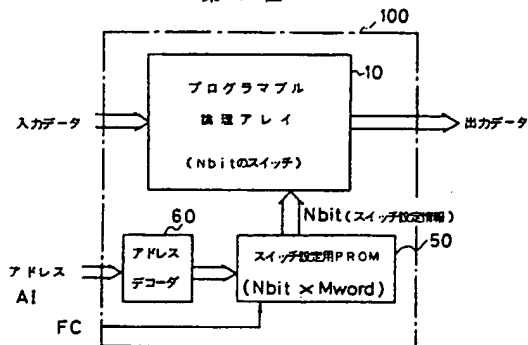 100
10
プログラマブル
論理アレイ
(Nbitのスイッチ)
入力データ
出力データ
Nbit(スイッチ設定情報)
60
50
アドレス
デコーダ
スイッチ設定用PROM
(Nbit × Mword)
アドレス
AI
FC